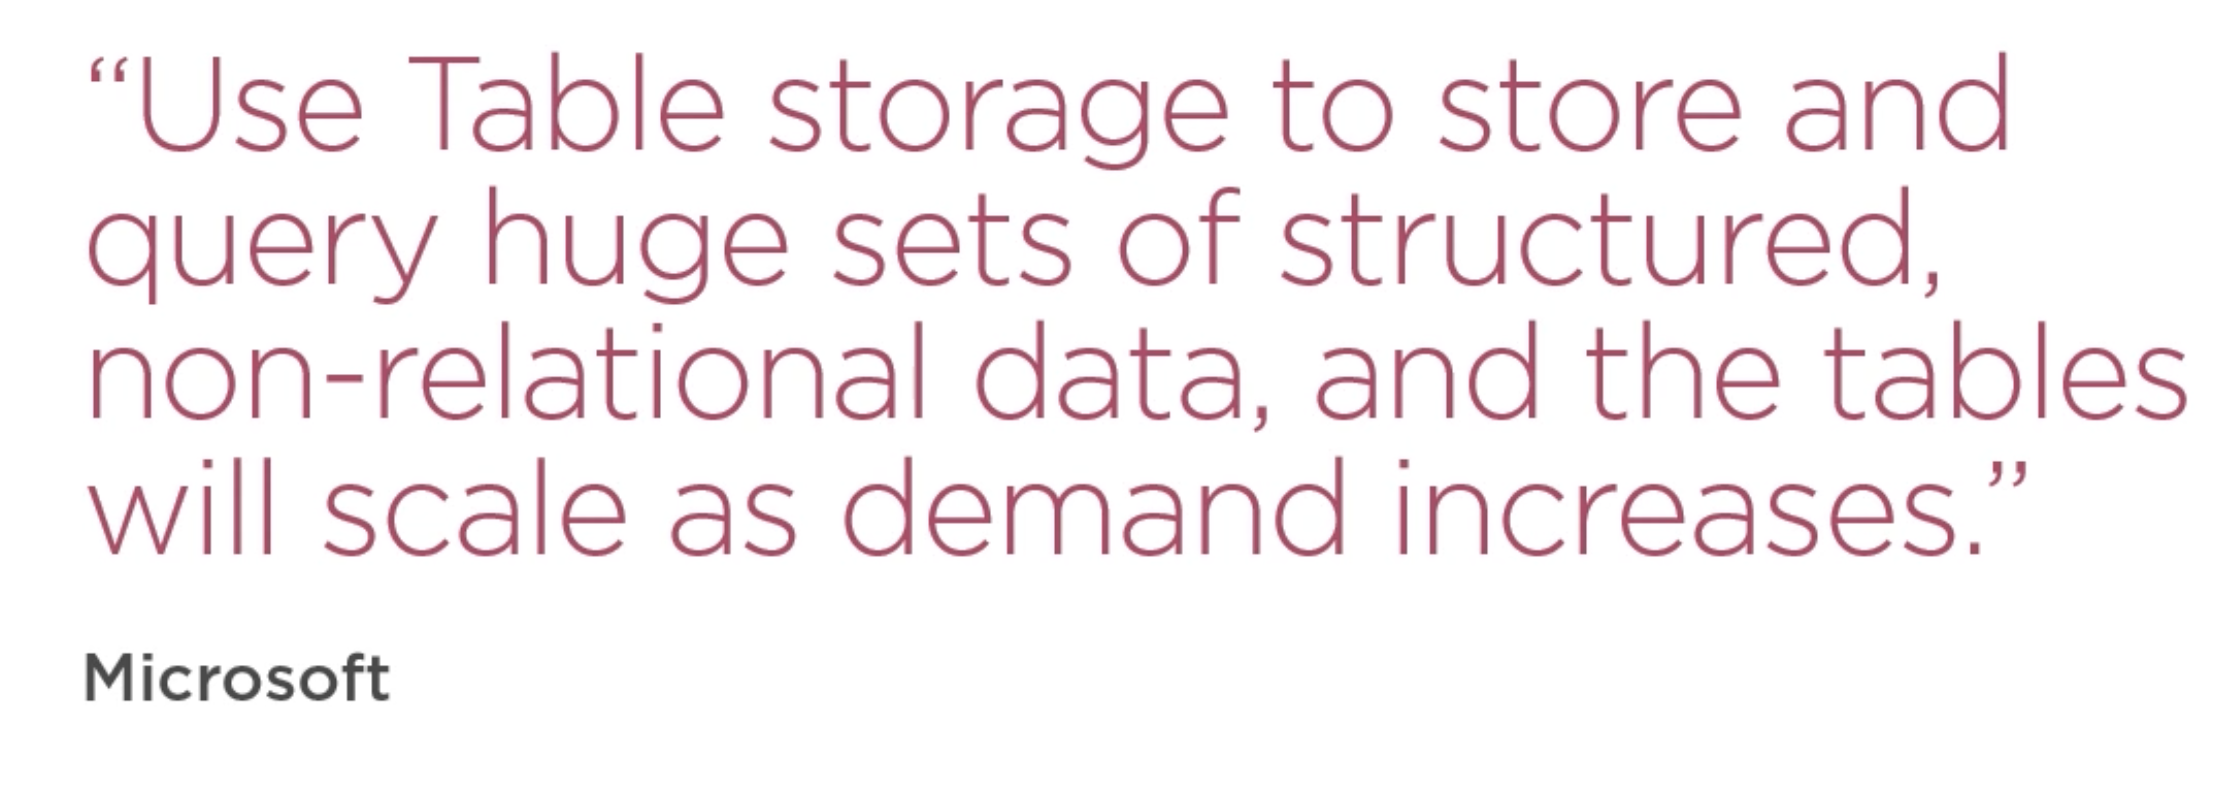 “Use Table storage to store and
query huge sets of structured,
non-relational data, and the tables
will scale as demand increases.”
Microsoft